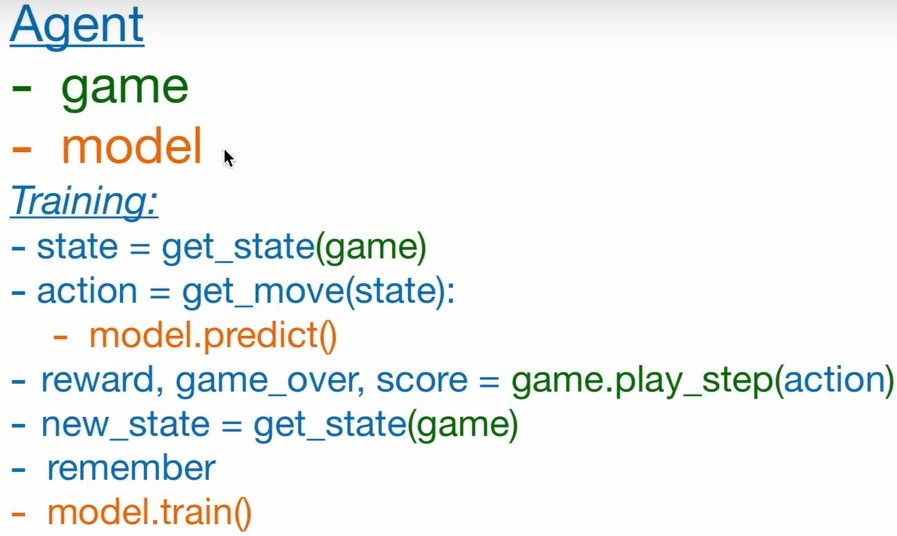 Agent
- game
- model
Training:
- state = get_state(game)
- action = get_move(state):
- model.predict()
- reward, game_over, score = game.play_step(action)
- new_state = get_state(game)
- remember
- model.train()